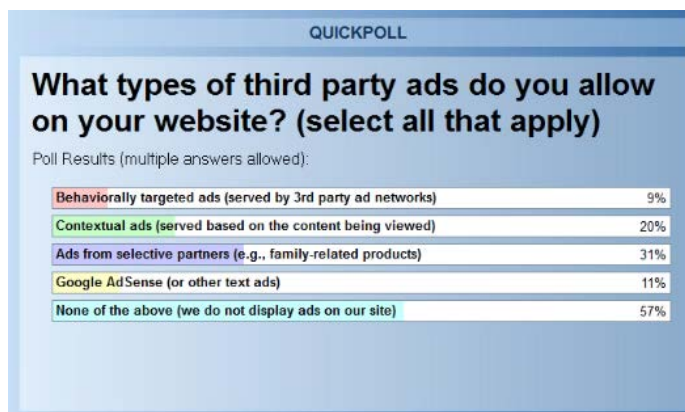 QUICKPOLL
What types of third party ads do you allow
on your website? (select all that apply)
Poll Results (multiple answers allowed):
Behaviorally targeted ads (served by 3rd party ad networks) 9%
Contextual ads (served based on the content being viewed) 20%
Ads from selective partners (e.g., family-related products) 31%
Google AdSense (or other text ads) 11%
None of the above (we do not display ads on our site) 57%